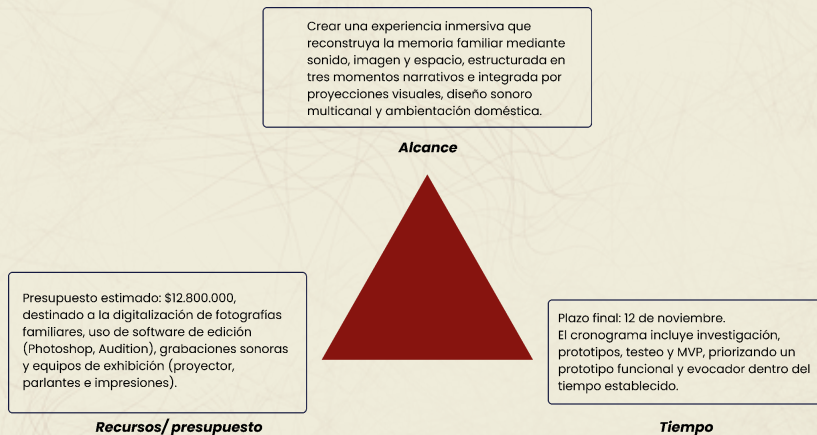 Crear una experiencia inmersiva que
reconstruya la memoria familiar mediante
sonido, imagen y espacio, estructurada en
tres momentos narrativos e integrada por
proyecciones visuales, diseño sonoro
multicanal y ambientación doméstica.
Alcance
Presupuesto estimado: $12.800.000,
destinado a la digitalización de fotografías
familiares, uso de software de edición
(Photoshop, Audition), grabaciones sonoras
y equipos de exhibición (proyector,
parlantes e impresiones).
Recursos/ presupuesto
Plazo final: 12 de noviembre.
El cronograma incluye investigación,
prototipos, testeo y MVP, priorizando un
prototipo funcional y evocador dentro del
tiempo establecido.
Tiempo